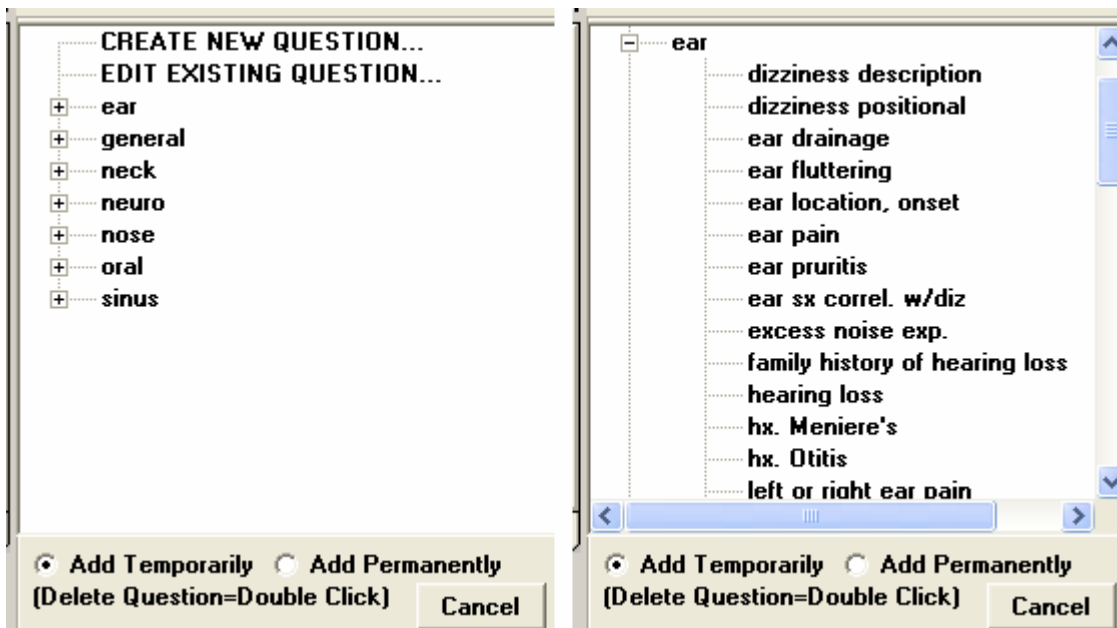 CREATE NEW QUESTION...
EDIT EXISTING QUESTION...
ear
general
neck
neuro
nose
oral
sinus
Add Temporarily Add Permanently
(Delete Question=Double Click) Cancel
ear
dizziness description
dizziness positional
ear drainage
ear fluttering
ear location, onset
ear pain
ear pruritis
ear sx correl. w/diz
excess noise exp.
family history of hearing loss
hearing loss
hx. Meniere's
hx. Otitis
left or right ear pain
Add Temporarily Add Permanently
(Delete Question=Double Click) Cancel